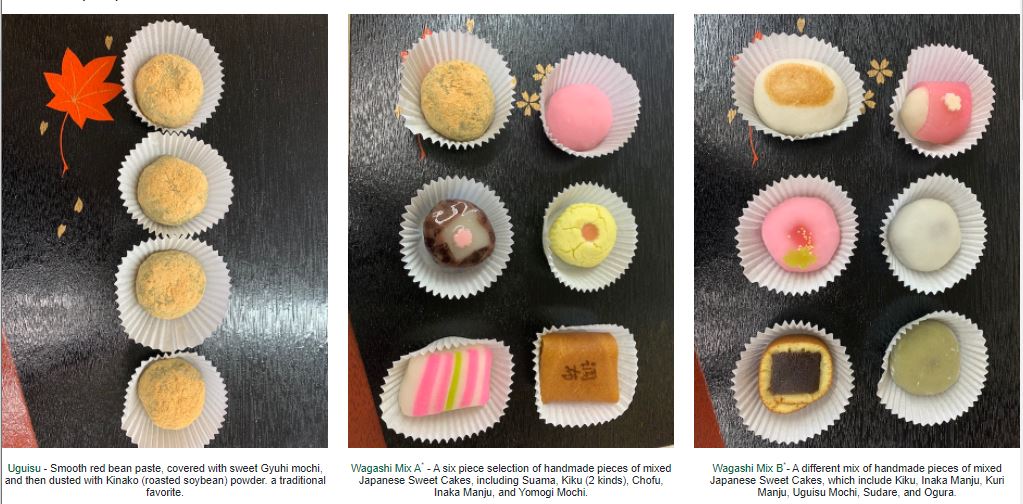 Uguisu - Smooth red bean paste, covered with sweet Gyuhi mochi,
and then dusted with Kinako (roasted soybean) powder. a traditional
favorite.
Wagashi Mix A* - A six piece selection of handmade pieces of mixed
Japanese Sweet Cakes, including Suama, Kiku (2 kinds), Chofu,
Inaka Manju, and Yomogi Mochi.
Wagashi Mix B*- A different mix of handmade pieces of mixed
Japanese Sweet Cakes, which include Kiku, Inaka Manju, Kuri
Manju, Uguisu Mochi, Sudare, and Ogura.